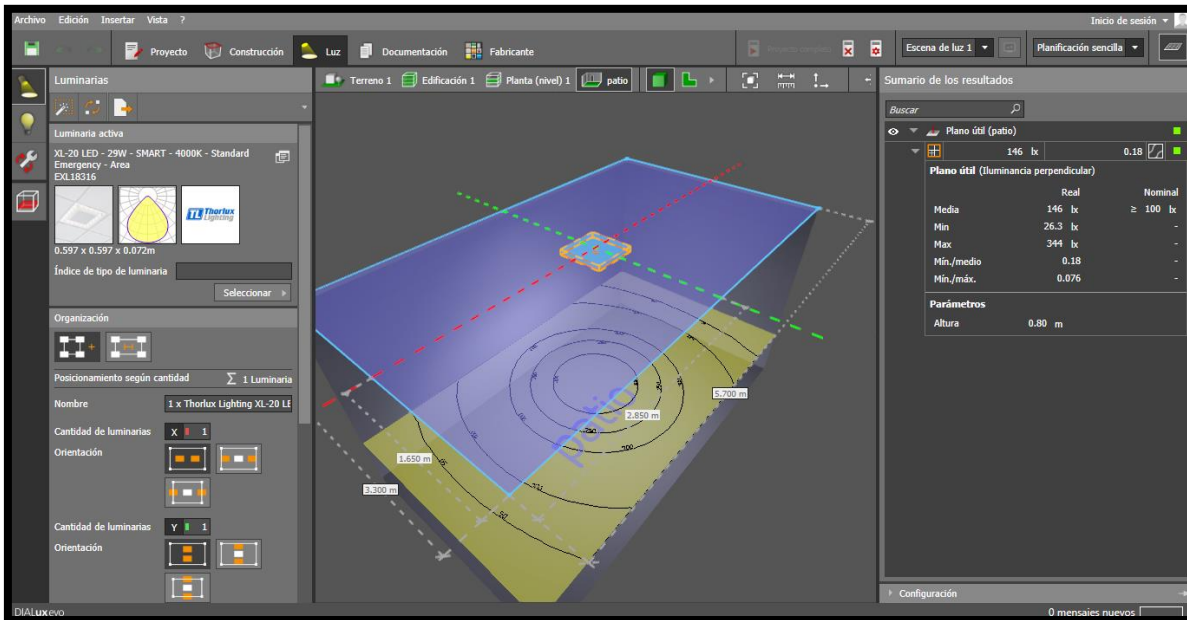 Archivo Edición Insertar Vista ?
Inicio de sesión
Proyecto Construcción Luz Documentación Fabricante
Escena de luz 1
Planificación sencilla
Luminarias
Terreno 1 Edificación 1 Planta (nivel) 1 patio
Sumario de los resultados
Buscar
Luminaria activa
XL-20 LED - 29W - SMART - 4000K - Standard
Emergency - Area
EXL18316
TL Thorlux Lighting
0.597 x 0.597 x 0.072m
Índice de tipo de luminaria
Seleccionar
Organización
Posicionamiento según cantidad Σ 1 Luminaria
Nombre 1 x Thorlux Lighting XL-20 LE
Cantidad de luminarias X 1
Orientación
Cantidad de luminarias Y 1
Orientación
5.700 m
2.850 m
patio
1.650 m
3.300 m
Plano útil (patio)
146 lx 0.18
Plano útil (Iluminancia perpendicular)
Real Nominal
Media 146 lx ≥ 100 lx
Min 26.3 lx -
Max 344 lx -
Mín./medio 0.18 -
Mín./máx. 0.076 -
Parámetros
Altura 0.80 m
Configuración
DIALux evo
0 mensajes nuevos